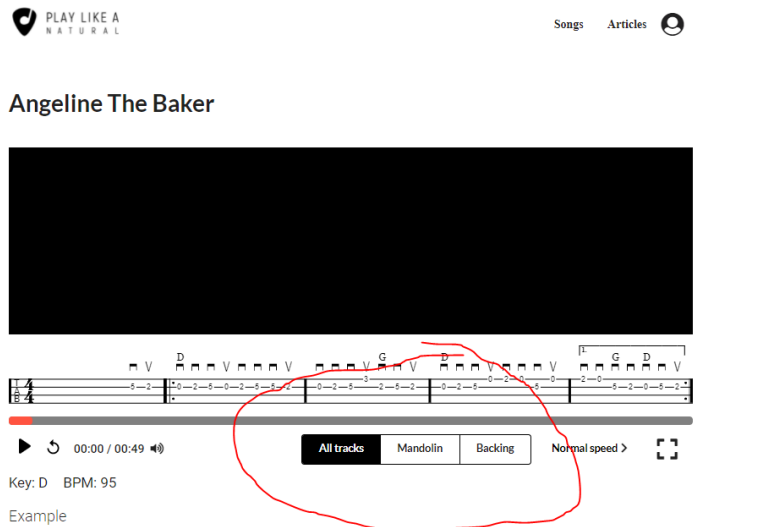 PLAY LIKE A
NATURAL
Songs Articles
Angeline The Baker
1.
D G D G D
T 4
A 4
B
5 2 0 2 5 0 2 5 5 2 0 2 5 3 2 5 2 0 2 5 0 2 0 5 0 2 0 5 2 0 5 2
All tracks Mandolin Backing Normal speed >
00:00 / 00:49
Key: D BPM: 95
Example